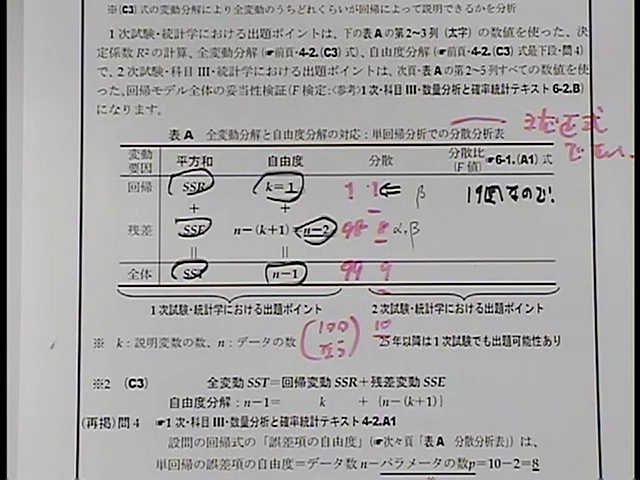 ※(C3)式の変動分解により全変動のうちどれくらいが回帰によって説明できるかを分析
1次試験・統計学における出題ポイントは、下の表Aの第2〜3列(太字)の数値を使った、決
定係数R²の計算、全変動分解(☞前頁・4-2.(C3)式)、自由度分解(☞前頁・4-2.(C3)式最下段・問4)
で、2次試験・科目III・統計学における出題ポイントは、次頁・表Aの第2〜5列すべての数値を使
った、回帰モデル全体の妥当性検証(F検定:〈参考〉1次・科目III・数量分析と確率統計テキスト6-2.B)
になります。
表A 全変動分解と自由度分解の対応:単回帰分析での分散分析表
変動要因 平方和 自由度 分散 分散比(F値) ☞6-1.(A1)式
回帰 SSR k=1 1 1 ⇐ β
+ +
残差 SSE n-(k+1)=n-2 98 8 α,β
|| ||
全体 SST n-1 99 9
1次試験・統計学における出題ポイント 2次試験・統計学における出題ポイント
※ k:説明変数の数、n:データの数 (100 10
25年以降は1次試験でも出題可能性あり
※2 (C3) 全変動SST=回帰変動SSR+残差変動SSE
自由度分解:n-1= k + (n-(k+1))
(再掲)問4 ☞1次・科目III・数量分析と確率統計テキスト4-2.A1
設問の回帰式の「誤差項の自由度」(☞次々頁「表A 分散分析表」)は、
単回帰の誤差項の自由度=データ数n-パラメータの数p=10-2=8